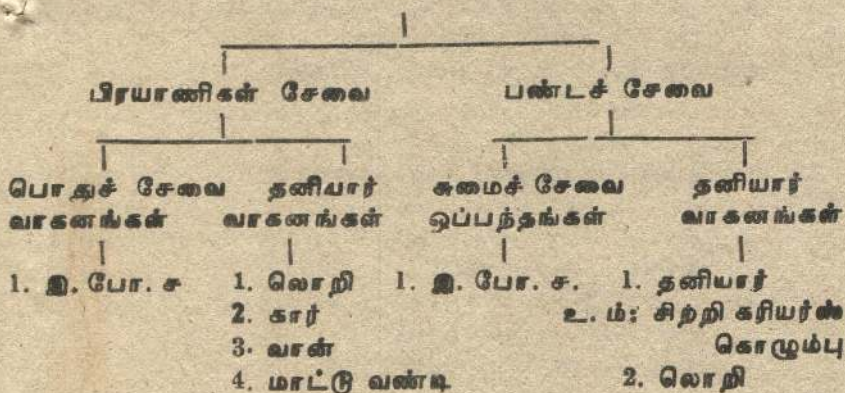 பிரயாணிகள் சேவை பண்டச் சேவை
பொதுச் சேவை தனியார் சுமைச் சேவை தனியார்
வாகனங்கள் வாகனங்கள் ஒப்பந்தங்கள் வாகனங்கள்
1. இ. போ. ச 1. லொறி 1. இ. போ. ச. 1. தனியார்
2. கார் உ. ம்: சிற்றி கரியர்ஸ்
3. வான் கொழும்பு
4. மாட்டு வண்டி 2. லொறி